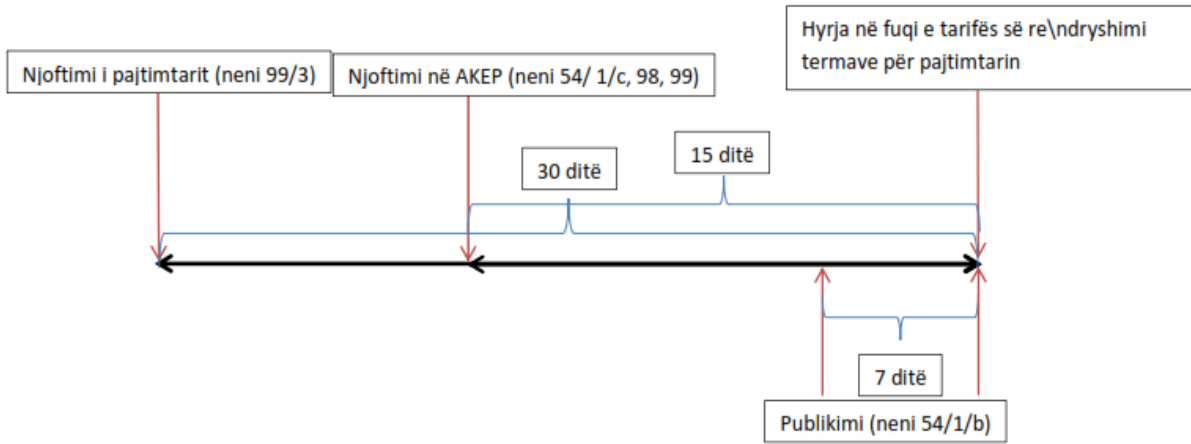 Njoftimi i pajtimtarit (neni 99/3)
Njoftimi në AKEP (neni 54/ 1/c, 98, 99)
Hyrja në fuqi e tarifës së re\ndryshimi
termave për pajtimtarin
15 ditë
30 ditë
7 ditë
Publikimi (neni 54/1/b)